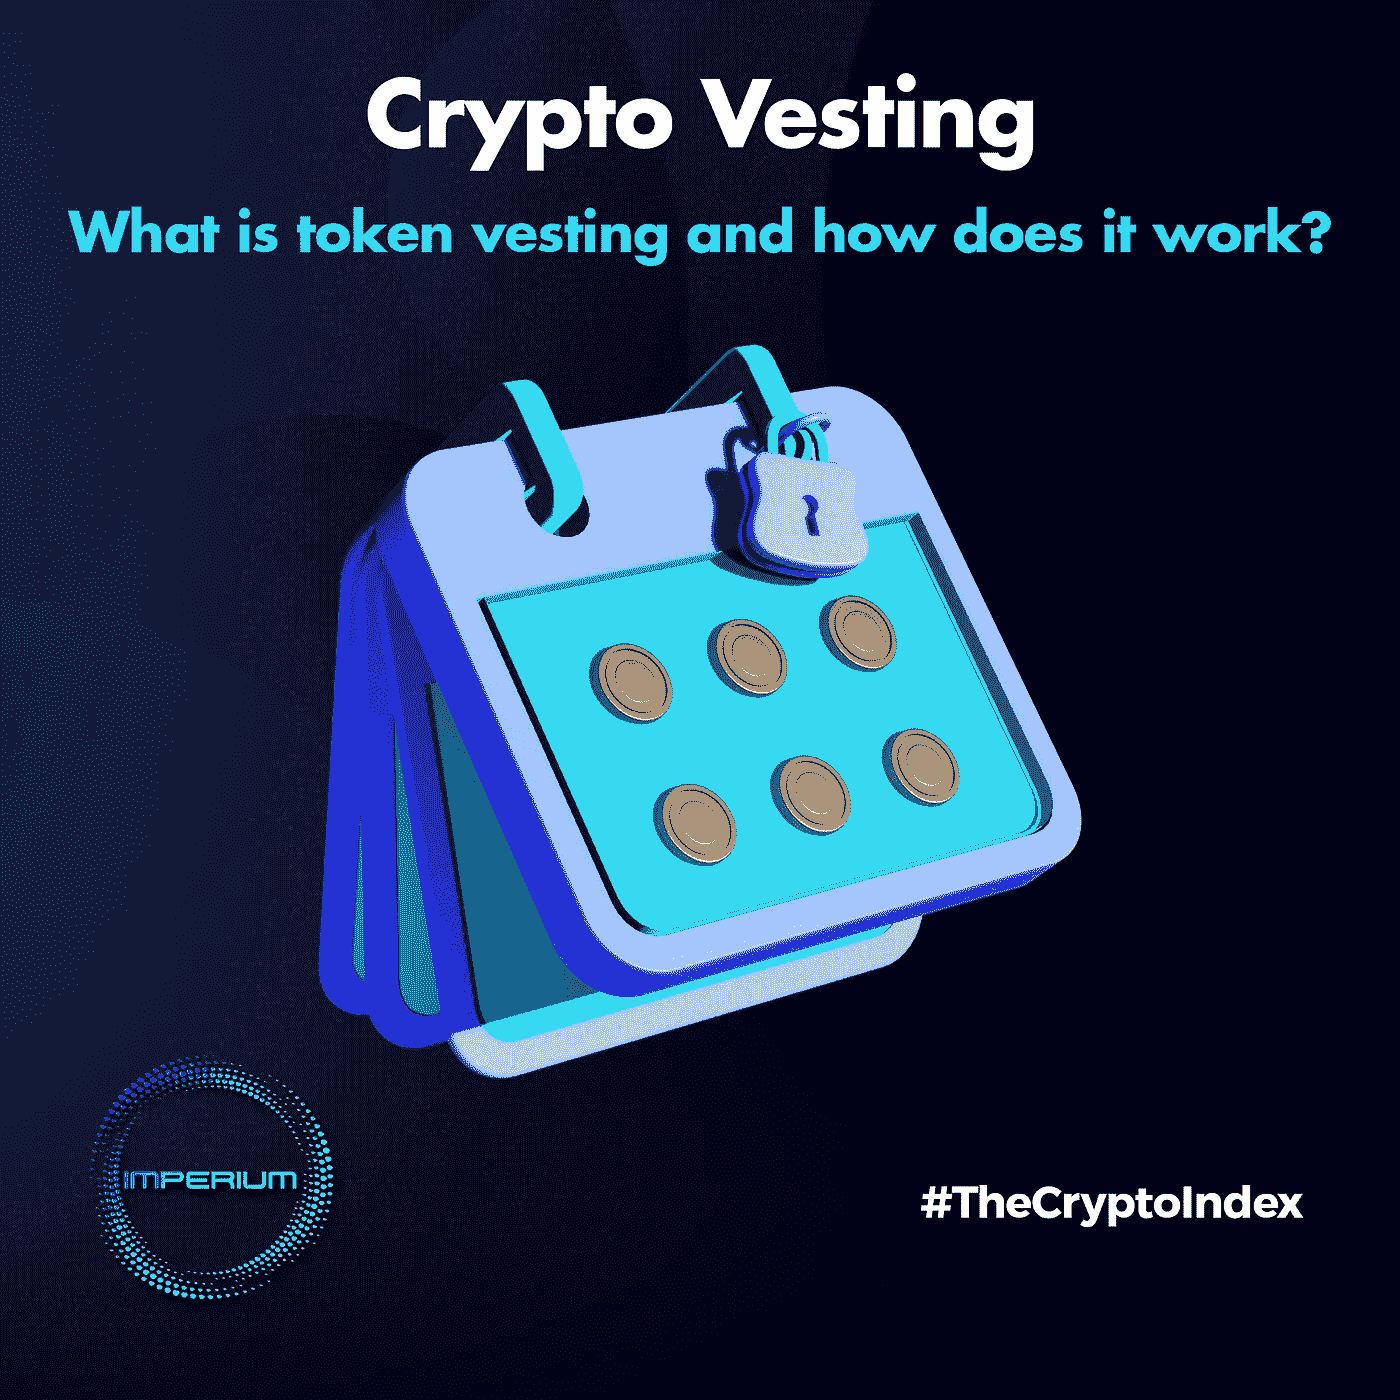 Crypto Vesting
What is token vesting and how does it work?
IMPERIUM
#TheCryptoIndex